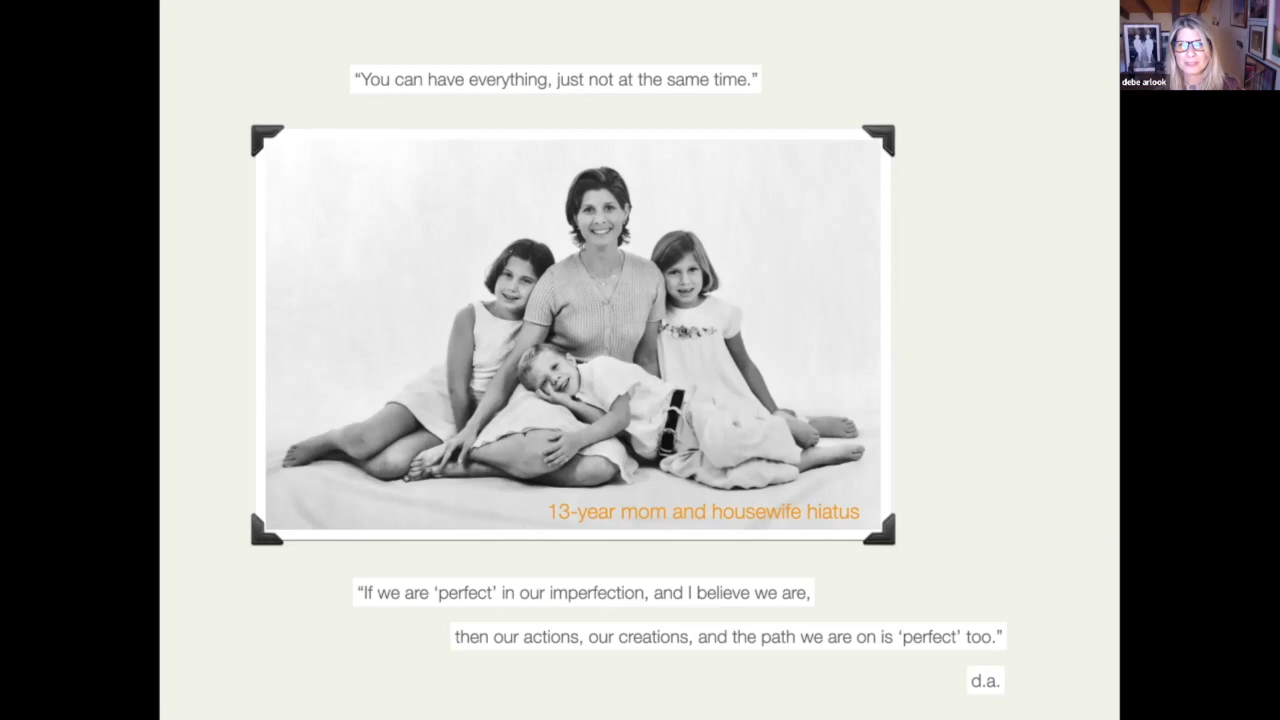 “You can have everything, just not at the same time.”
debe arlook
13-year mom and housewife hiatus
“If we are ‘perfect’ in our imperfection, and I believe we are,
then our actions, our creations, and the path we are on is ‘perfect’ too.”
d.a.